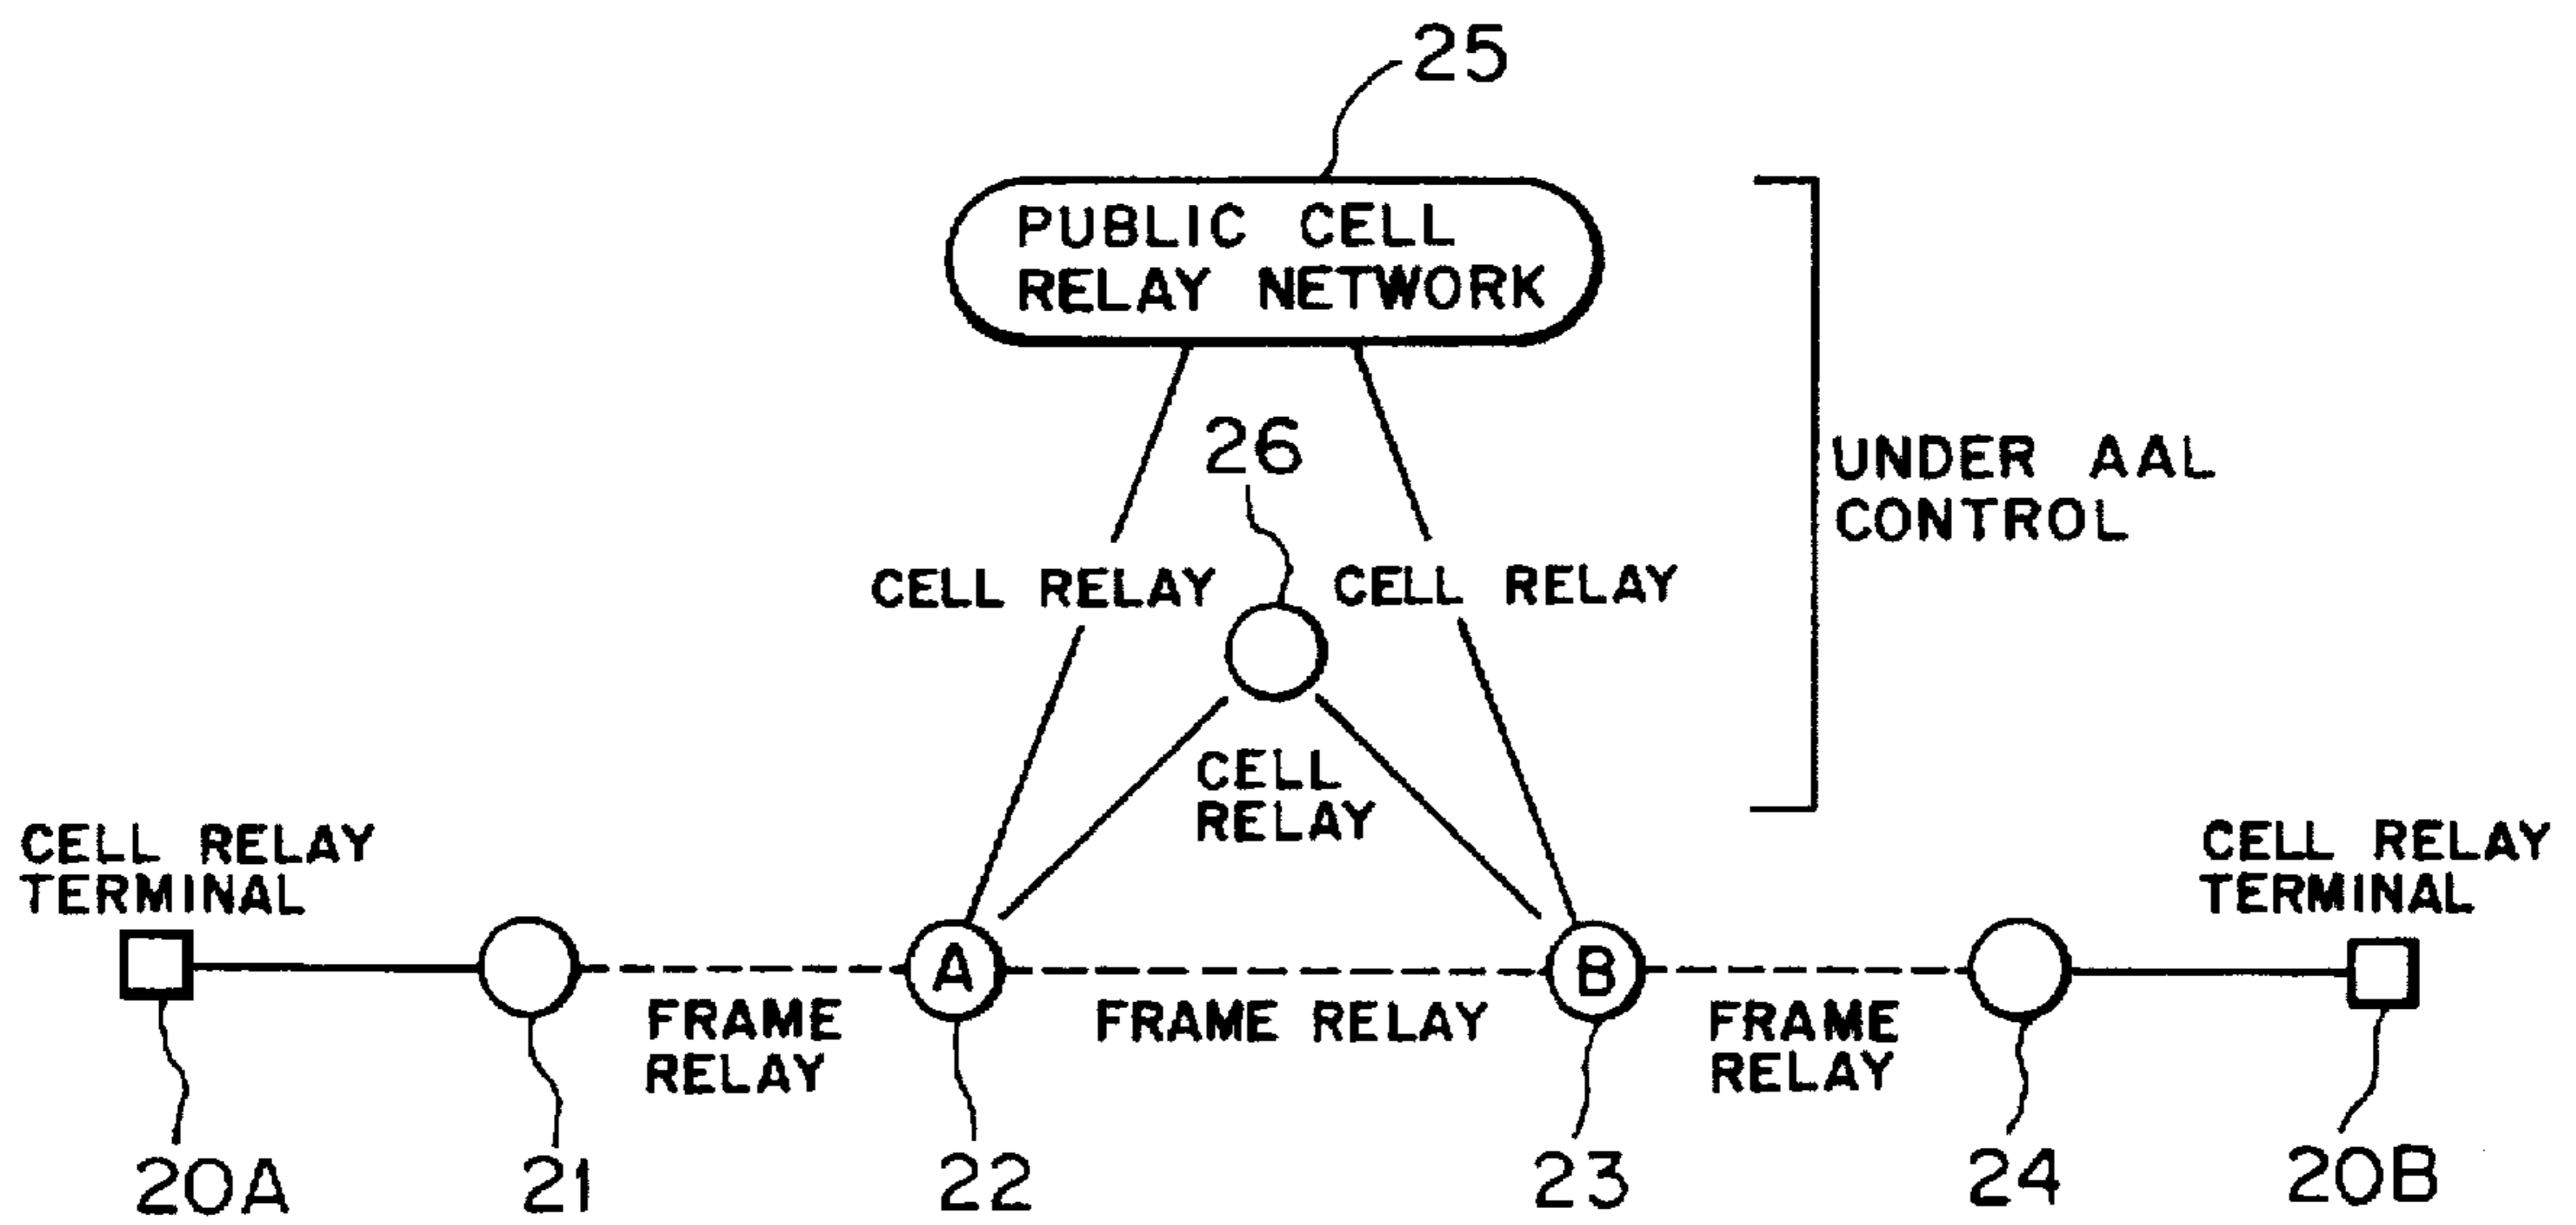 25
PUBLIC CELL
RELAY NETWORK
26
UNDER AAL
CONTROL
CELL RELAY
CELL RELAY
CELL
RELAY
CELL RELAY
TERMINAL
CELL RELAY
TERMINAL
A
B
FRAME
RELAY
FRAME RELAY
FRAME
RELAY
20A
21
22
23
24
20B